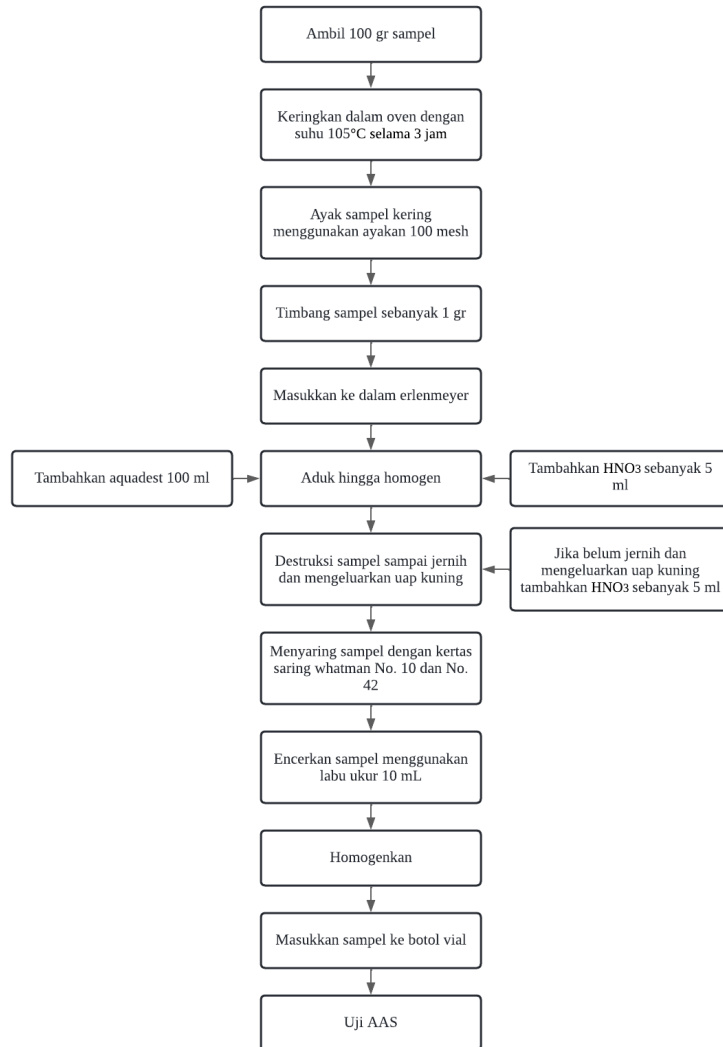 Ambil 100 gr sampel
Keringkan dalam oven dengan
suhu 105°C selama 3 jam
Ayak sampel kering
menggunakan ayakan 100 mesh
Timbang sampel sebanyak 1 gr
Masukkan ke dalam erlenmeyer
Tambahkan aquadest 100 ml
Aduk hingga homogen
Tambahkan HNO3 sebanyak 5
ml
Destruksi sampel sampai jernih
dan mengeluarkan uap kuning
Jika belum jernih dan
mengeluarkan uap kuning
tambahkan HNO3 sebanyak 5 ml
Menyaring sampel dengan kertas
saring whatman No. 10 dan No.
42
Encerkan sampel menggunakan
labu ukur 10 mL
Homogenkan
Masukkan sampel ke botol vial
Uji AAS